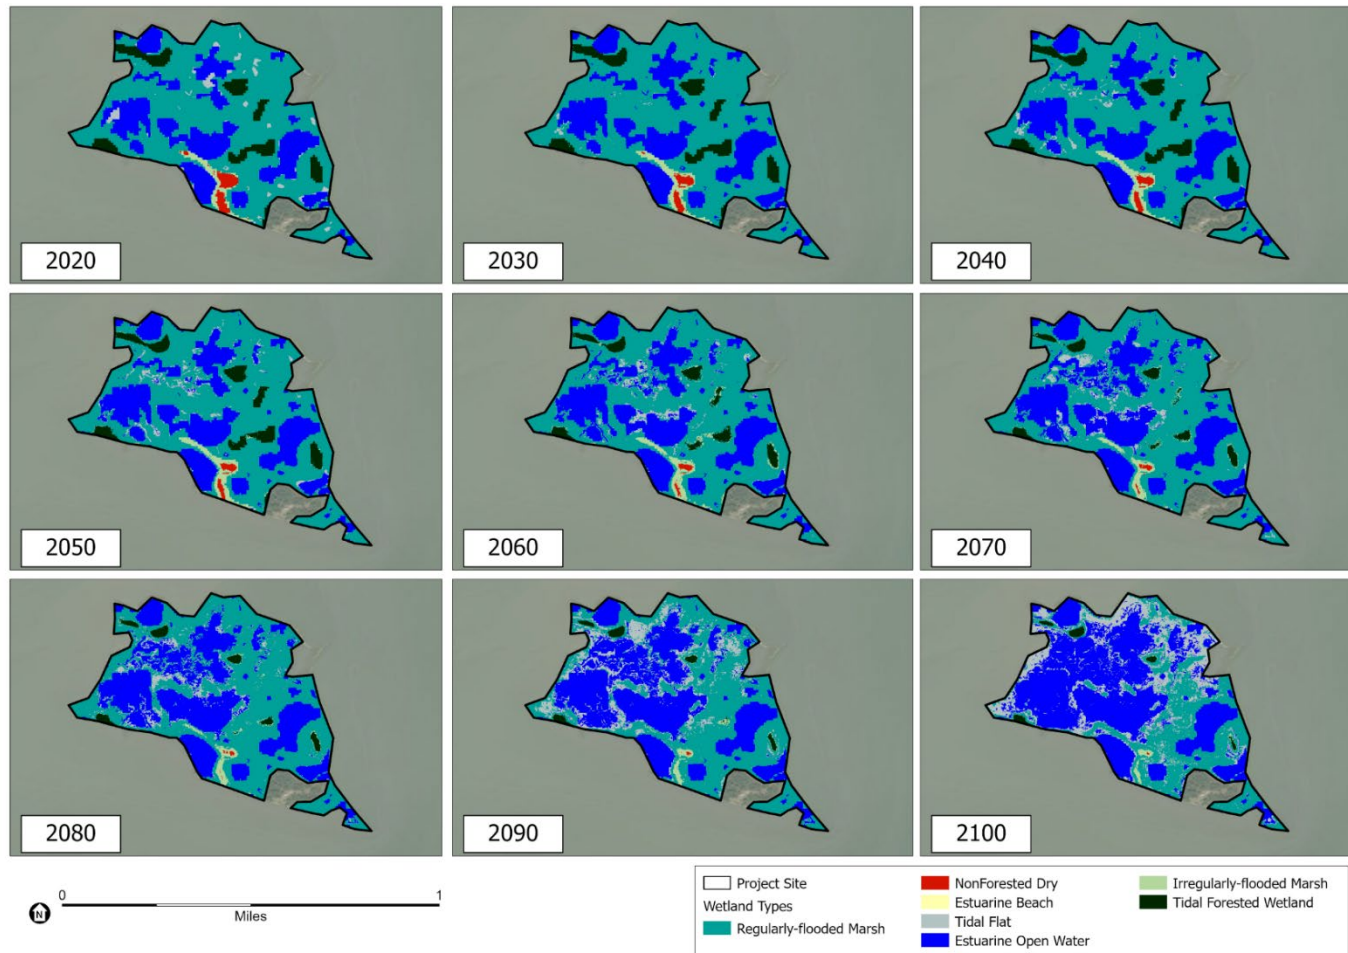 2020
2030
2040
2050
2060
2070
2080
2090
2100
0
1
Miles
N
Project Site
Wetland Types
Regularly-flooded Marsh
NonForested Dry
Estuarine Beach
Tidal Flat
Estuarine Open Water
Irregularly-flooded Marsh
Tidal Forested Wetland